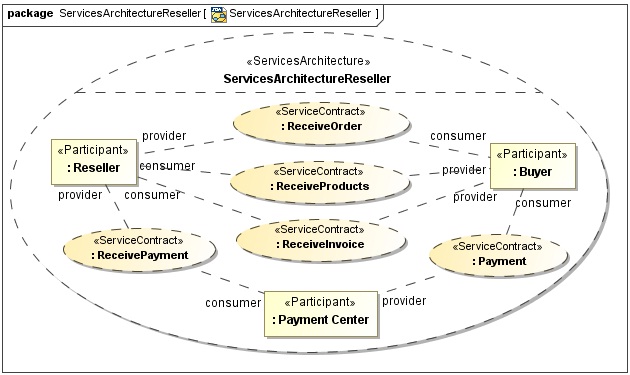 package ServicesArchitectureReseller [ ServicesArchitectureReseller ]
«ServicesArchitecture»
ServicesArchitectureReseller
«ServiceContract»
: ReceiveOrder
provider
consumer
«Participant»
: Reseller
«Participant»
: Buyer
consumer
«ServiceContract»
: ReceiveProducts
provider
provider
consumer
provider
consumer
«ServiceContract»
: ReceivePayment
«ServiceContract»
: ReceiveInvoice
«ServiceContract»
: Payment
consumer
«Participant»
: Payment Center
provider